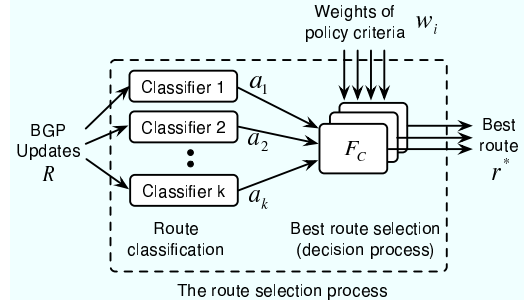 Weights of
policy criteria w_i
Classifier 1
a_1
Classifier 2
a_2
Classifier k
a_k
BGP
Updates
R
F_C
Best
route
r*
Route
classification
Best route selection
(decision process)
The route selection process